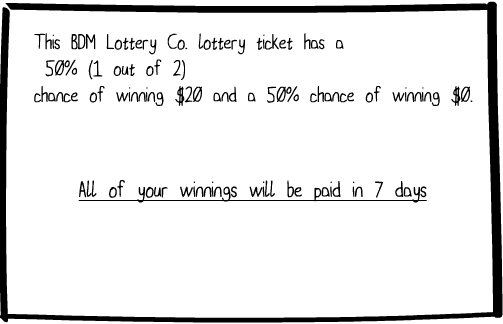 This BDM Lottery Co. lottery ticket has a
50% (1 out of 2)
chance of winning $20 and a 50% chance of winning $0.
All of your winnings will be paid in 7 days